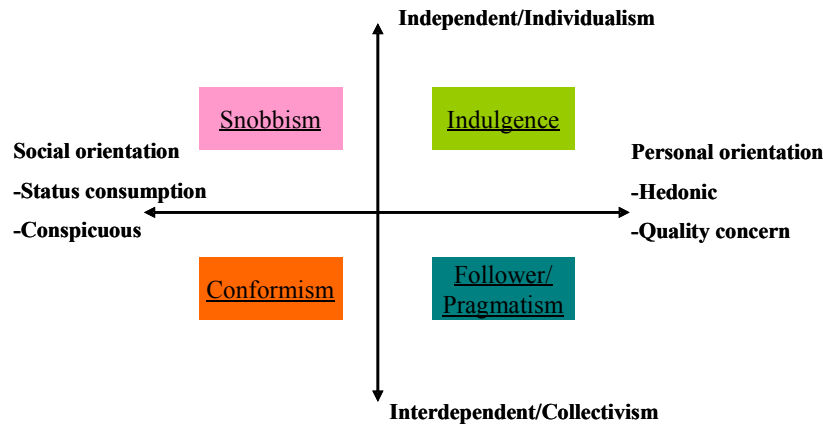 Independent/Individualism
Snobbism
Indulgence
Social orientation
-Status consumption
-Conspicuous
Personal orientation
-Hedonic
-Quality concern
Conformism
Follower/
Pragmatism
Interdependent/Collectivism